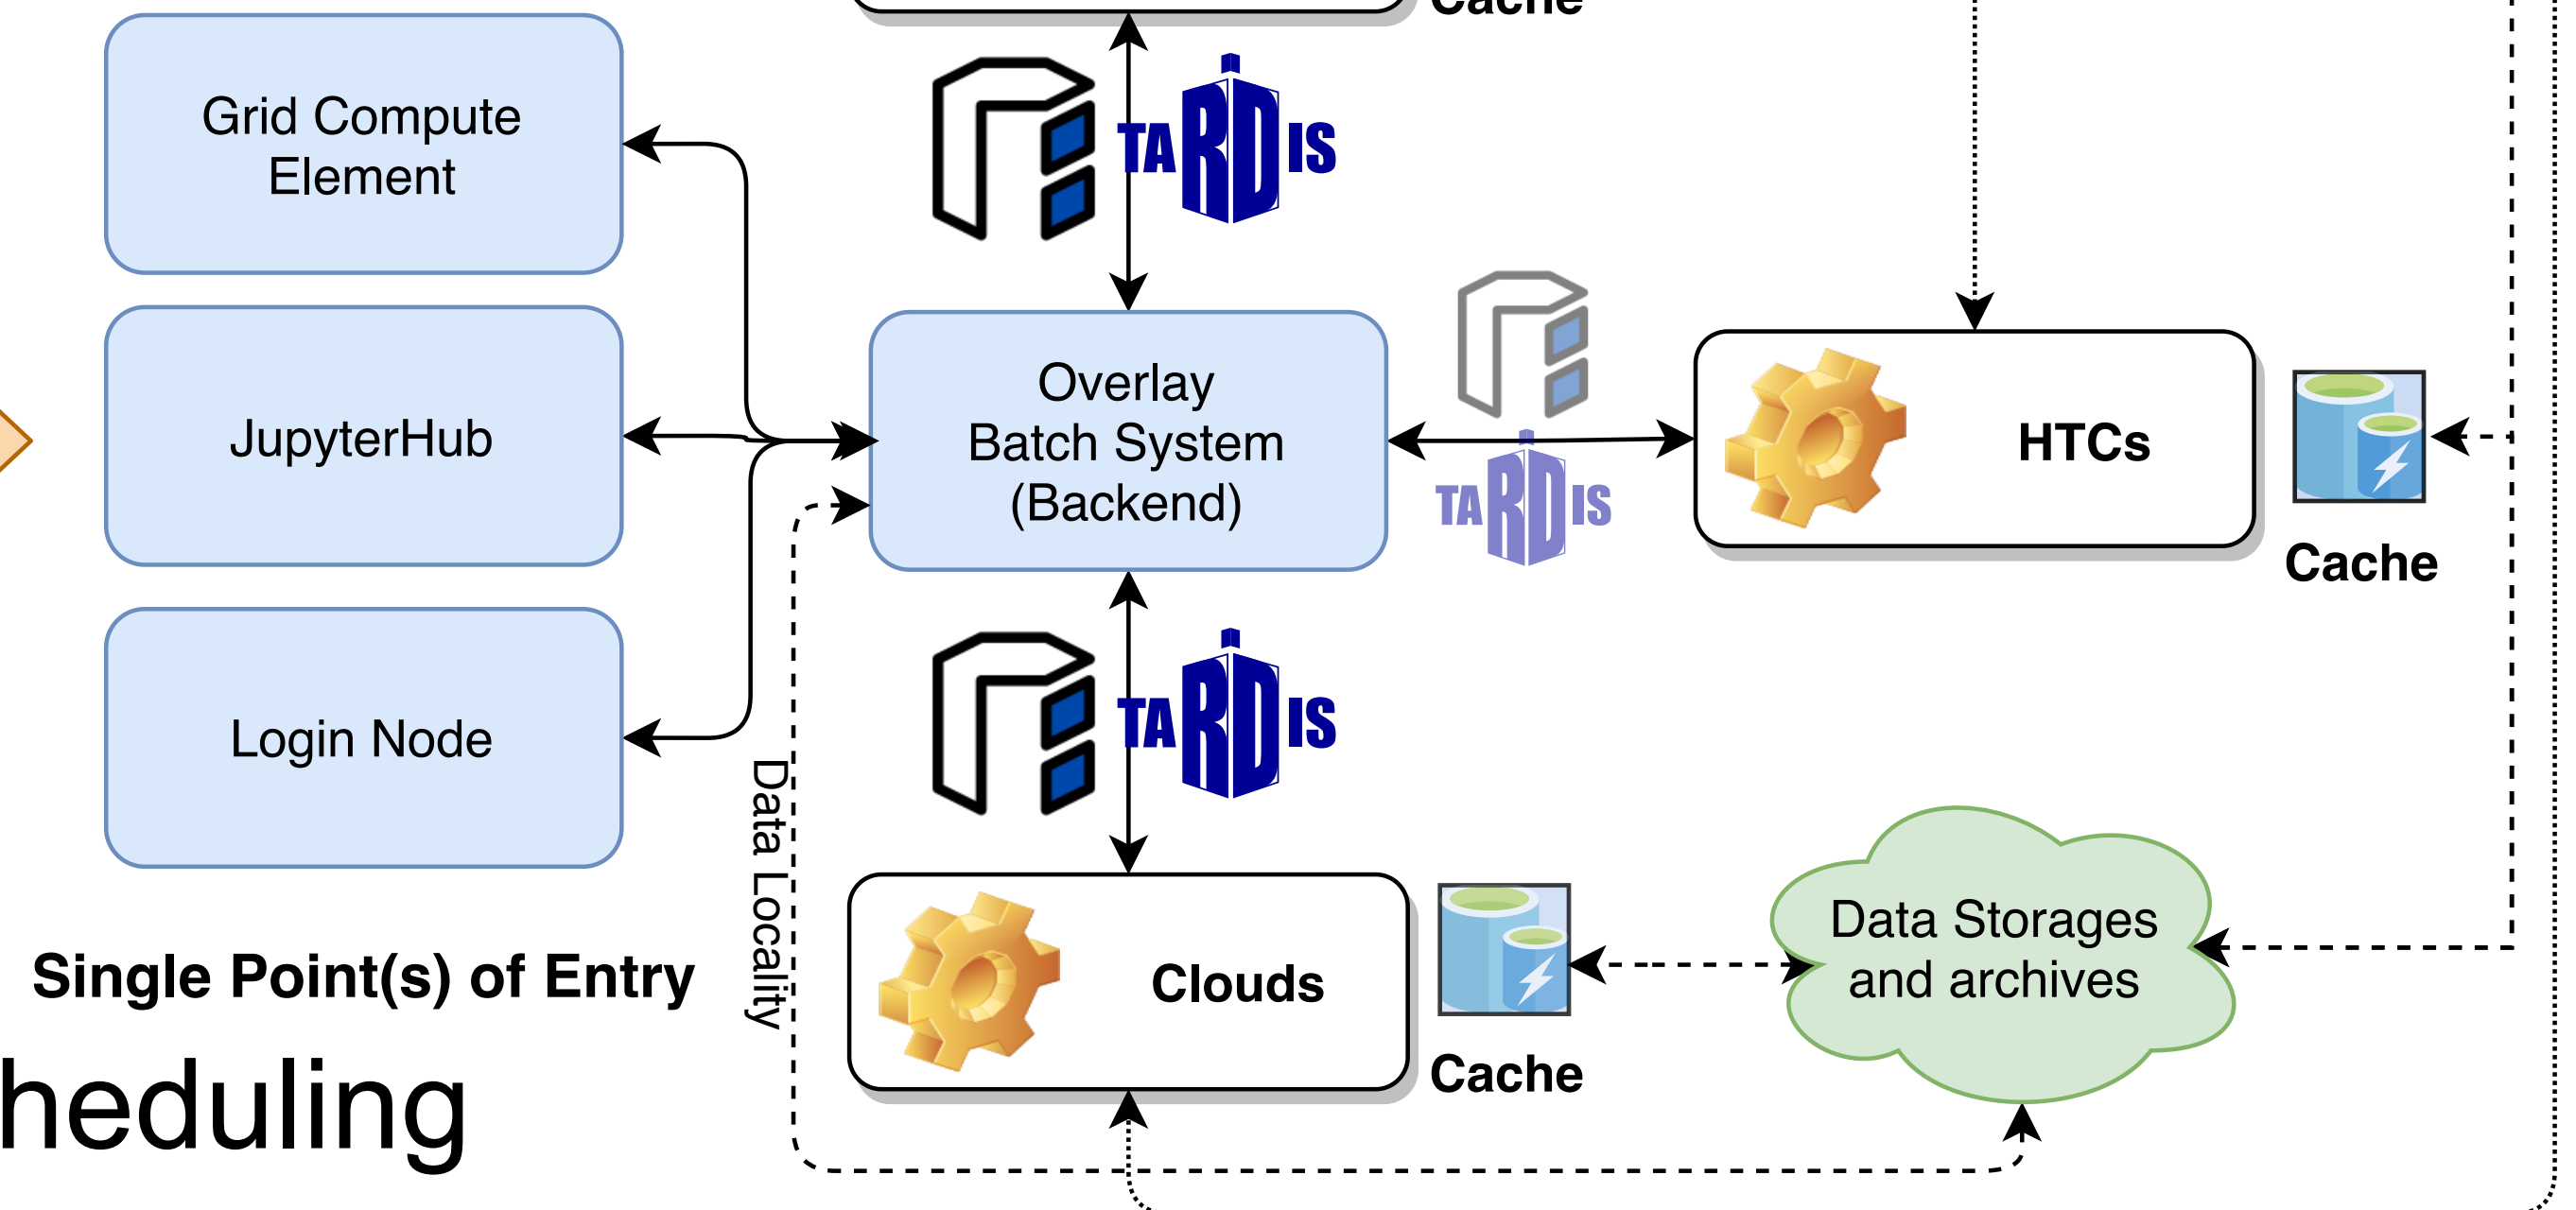 Cache
Grid Compute
Element
TARDIS
JupyterHub
Overlay
Batch System
(Backend)
TARDIS
HTCs
Cache
Login Node
TARDIS
Data Locality
Single Point(s) of Entry
Clouds
Cache
Data Storages
and archives
heduling